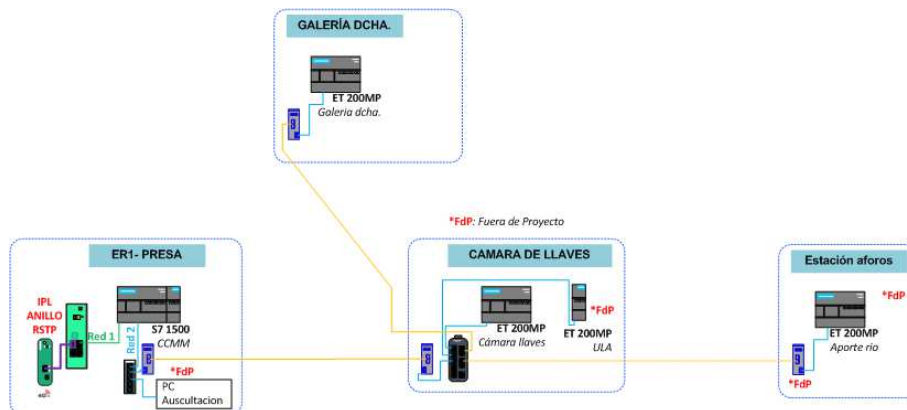 GALERÍA DCHA.
ET 200MP
Galeria dcha.
*FdP: Fuera de Proyecto
ER1- PRESA
IPL
ANILLO
RSTP
Red 1
Red 2
S7 1500
CCMM
*FdP
PC
Auscultacion
CAMARA DE LLAVES
ET 200MP
Cámara llaves
*FdP
ET 200MP
ULA
Estación aforos
*FdP
ET 200MP
Aporte rio
*FdP